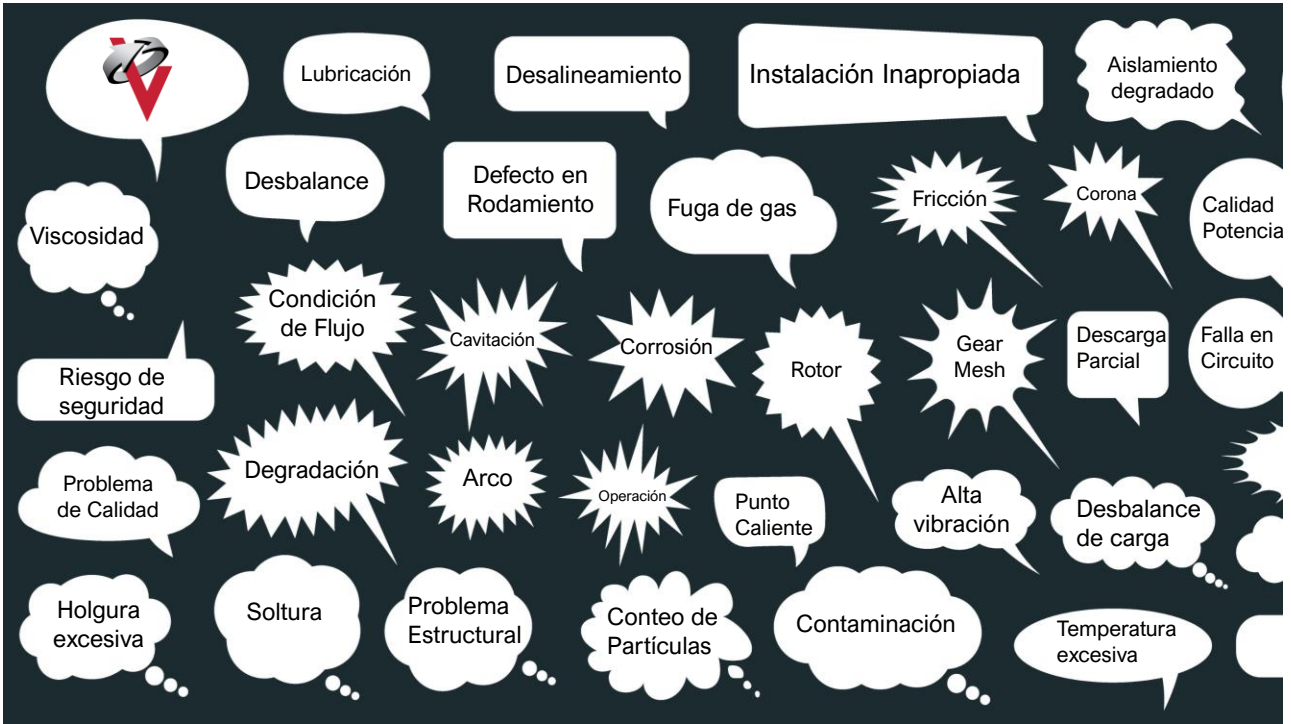 Lubricación
Desalineamiento
Instalación Inapropiada
Aislamiento
degradado
Viscosidad
Desbalance
Defecto en
Rodamiento
Fuga de gas
Fricción
Corona
Calidad
Potencia
Riesgo de
seguridad
Condición
de Flujo
Cavitación
Corrosión
Rotor
Gear
Mesh
Descarga
Parcial
Falla en
Circuito
Problema
de Calidad
Degradación
Arco
Operación
Punto
Caliente
Alta
vibración
Desbalance
de carga
Holgura
excesiva
Soltura
Problema
Estructural
Conteo de
Partículas
Contaminación
Temperatura
excesiva